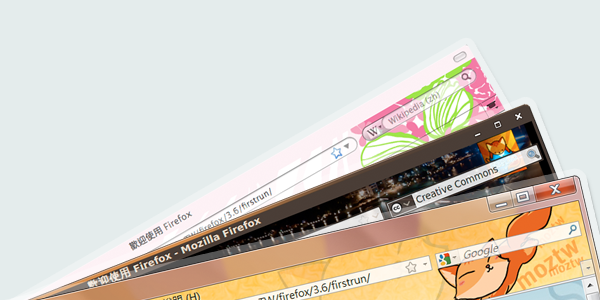 Wikipedia (zh)
歡迎使用 Firefox
/firefox/3.6/firstrun/
Creative Commons
歡迎使用 Firefox - Mozilla Firefox
Google
(H)
/firefox/3.6/firstrun/
moztw
moztw